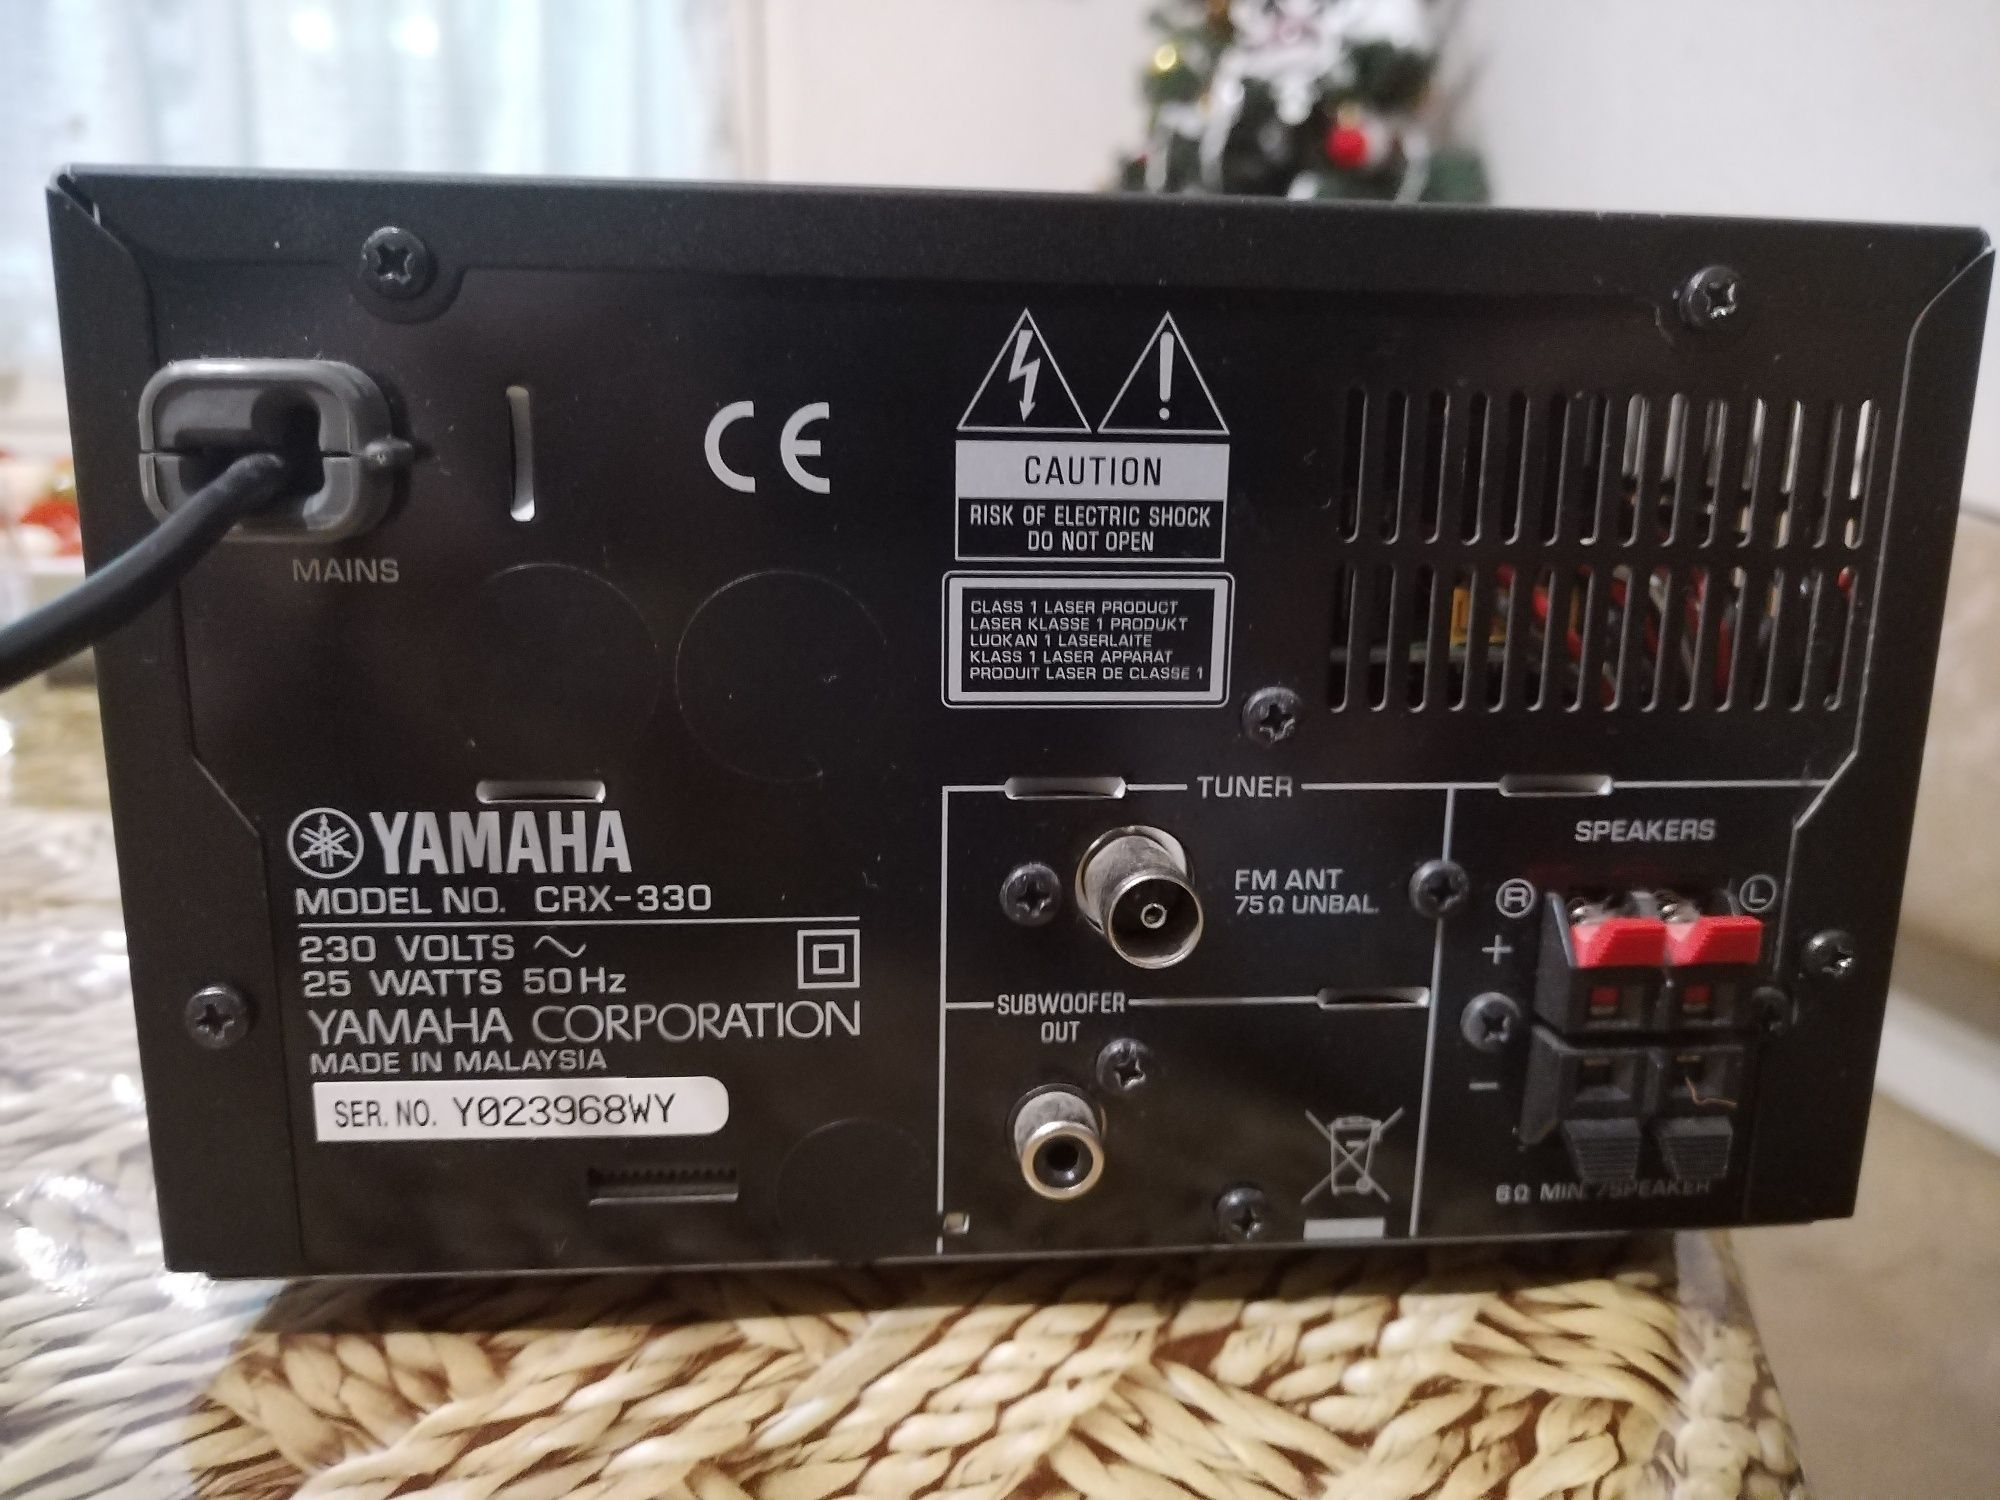 MAINS
CE
CAUTION
RISK OF ELECTRIC SHOCK
DO NOT OPEN
CLASS 1 LASER PRODUCT
LASER KLASSE 1 PRODUKT
LUOKAN 1 LASERLAITE
KLASS 1 LASER APPARAT
PRODUIT LASER DE CLASSE 1
YAMAHA
MODEL NO. CRX-330
230 VOLTS ∼
25 WATTS 50Hz
YAMAHA CORPORATION
MADE IN MALAYSIA
SER. NO. Y023968WY
TUNER
FM ANT
75Ω UNBAL.
SUBWOOFER
OUT
SPEAKERS
R L
+
−
6Ω MIN. /SPEAKER